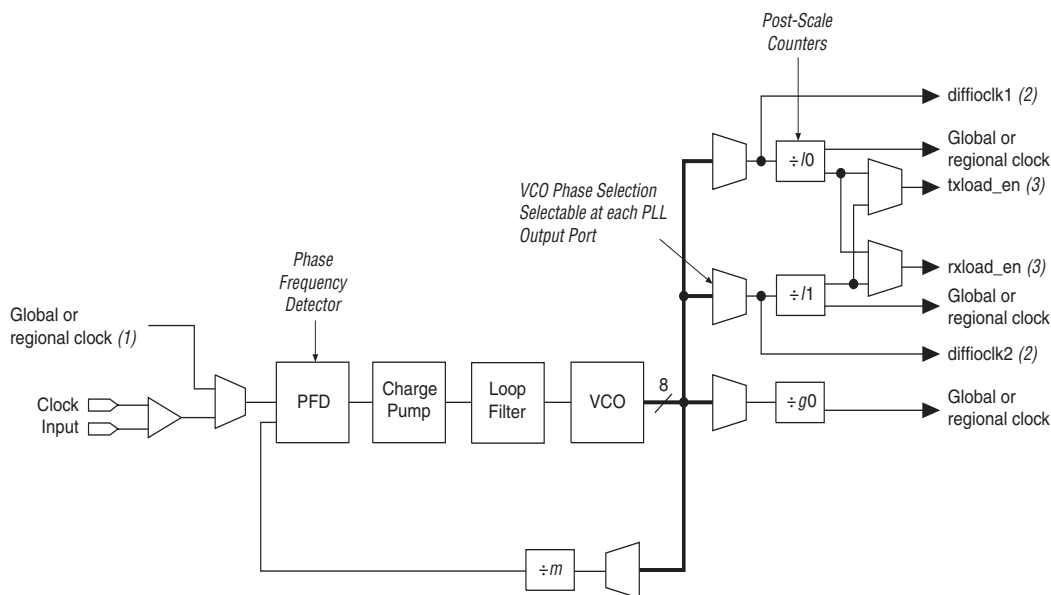 Post-Scale
Counters
diffioclk1 (2)
Global or
regional clock
÷l0
txload_en (3)
VCO Phase Selection
Selectable at each PLL
Output Port
rxload_en (3)
÷l1
Global or
regional clock
Phase
Frequency
Detector
diffioclk2 (2)
Global or
regional clock (1)
Clock
Input
PFD
Charge
Pump
Loop
Filter
VCO
8
÷g0
Global or
regional clock
÷m